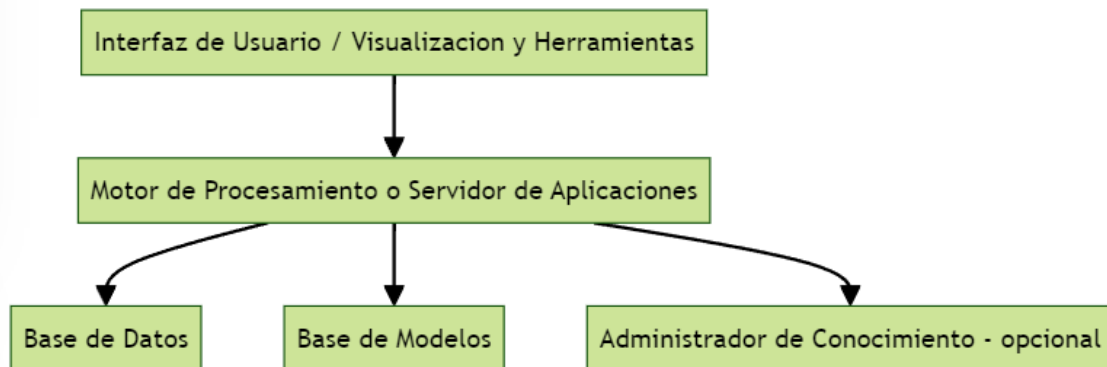 Interfaz de Usuario / Visualizacion y Herramientas
Motor de Procesamiento o Servidor de Aplicaciones
Base de Datos
Base de Modelos
Administrador de Conocimiento - opcional